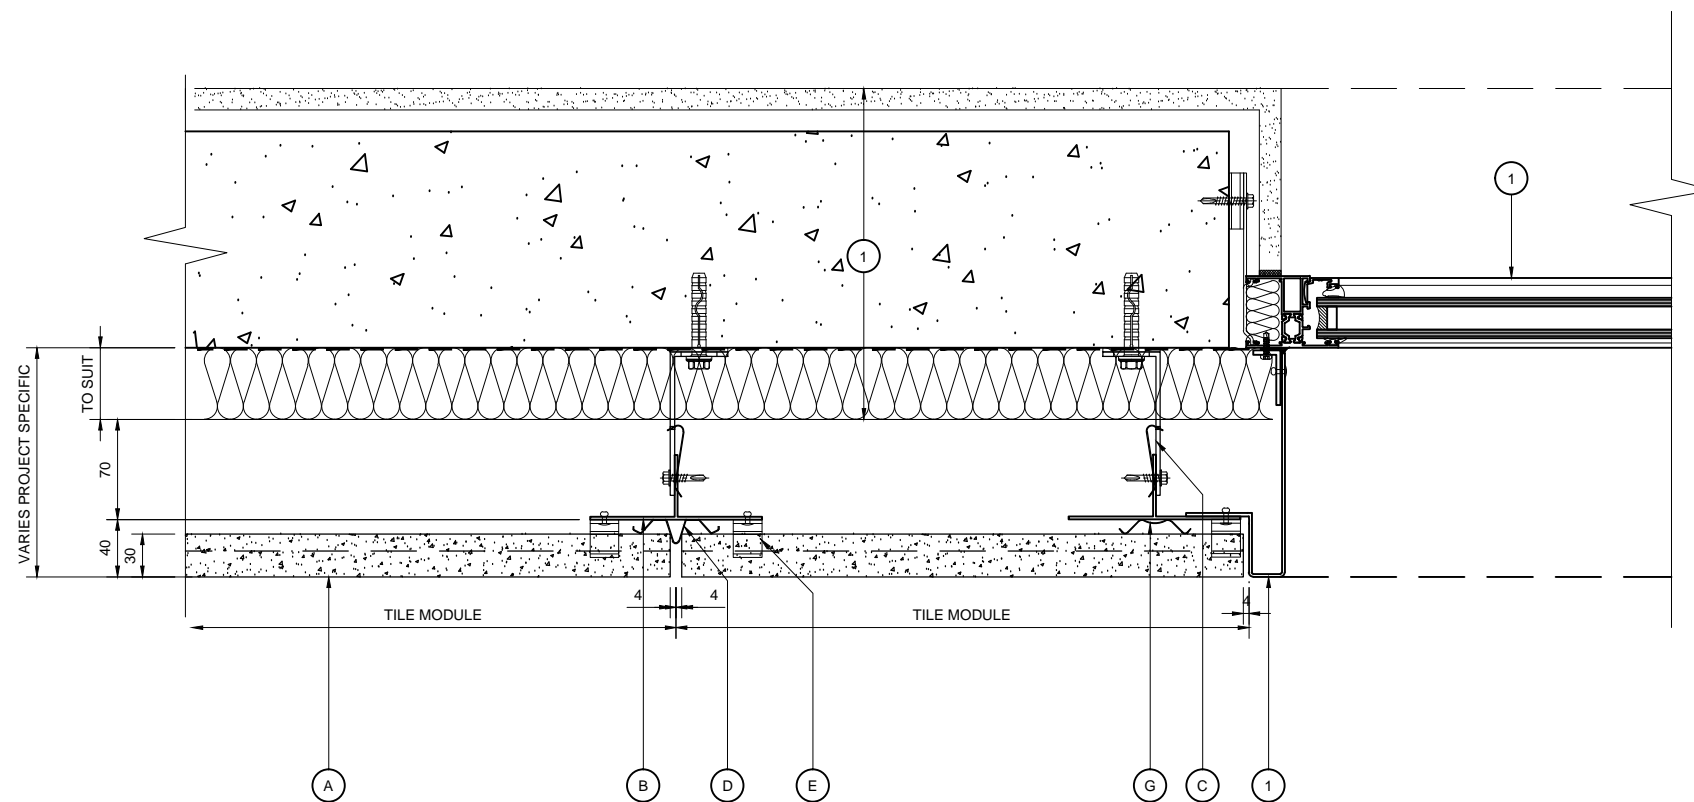 1
1
VARIES PROJECT SPECIFIC
TO SUIT
70
40
30
4
4
4
TILE MODULE
TILE MODULE
A
B
D
E
G
C
1